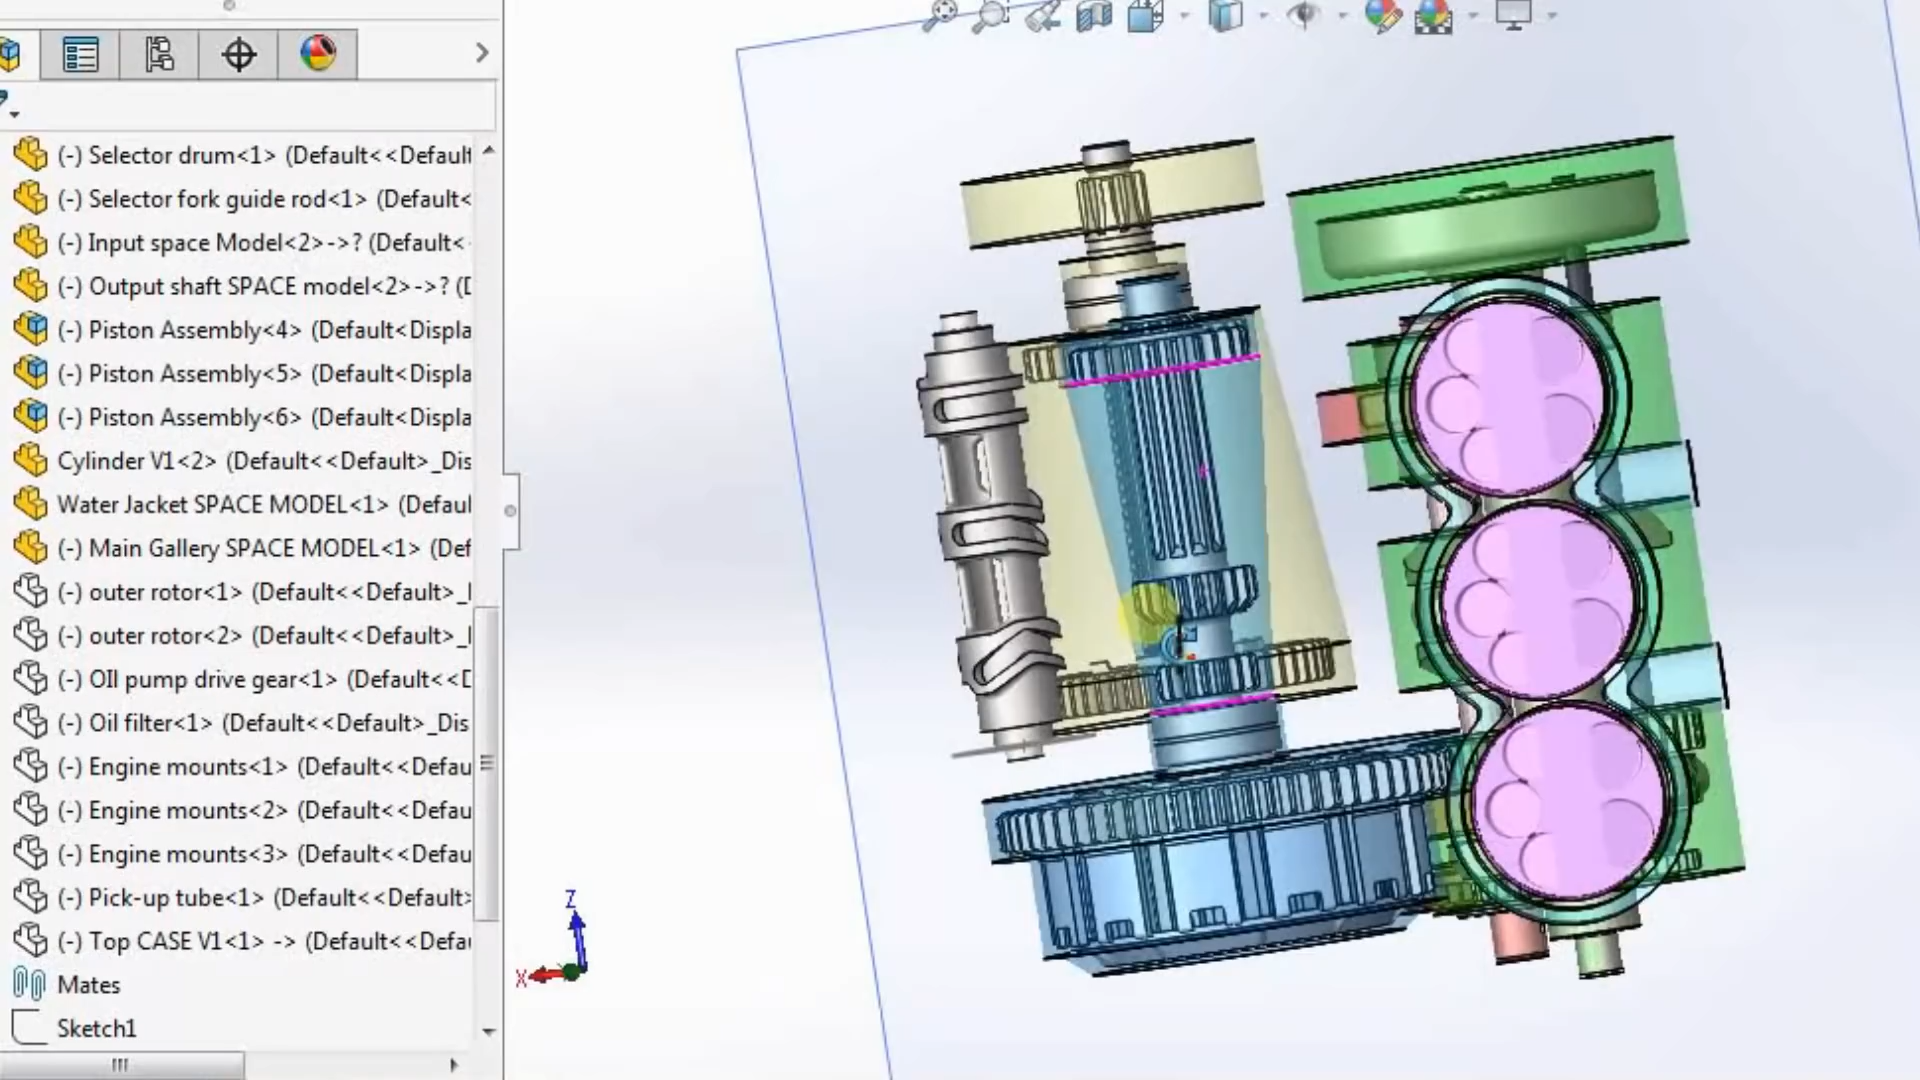 (-) Selector drum<1> (Default<<Default
(-) Selector fork guide rod<1> (Default<
(-) Input space Model<2>->? (Default<
(-) Output shaft SPACE model<2>->? (D
(-) Piston Assembly<4> (Default<Displa
(-) Piston Assembly<5> (Default<Displa
(-) Piston Assembly<6> (Default<Displa
Cylinder V1<2> (Default<<Default>_Dis
Water Jacket SPACE MODEL<1> (Defaul
(-) Main Gallery SPACE MODEL<1> (Def
(-) outer rotor<1> (Default<<Default>_I
(-) outer rotor<2> (Default<<Default>_I
(-) OIl pump drive gear<1> (Default<<D
(-) Oil filter<1> (Default<<Default>_Dis
(-) Engine mounts<1> (Default<<Defau
(-) Engine mounts<2> (Default<<Defau
(-) Engine mounts<3> (Default<<Defau
(-) Pick-up tube<1> (Default<<Default>
(-) Top CASE V1<1> -> (Default<<Defau
Mates
Sketch1
Z
X